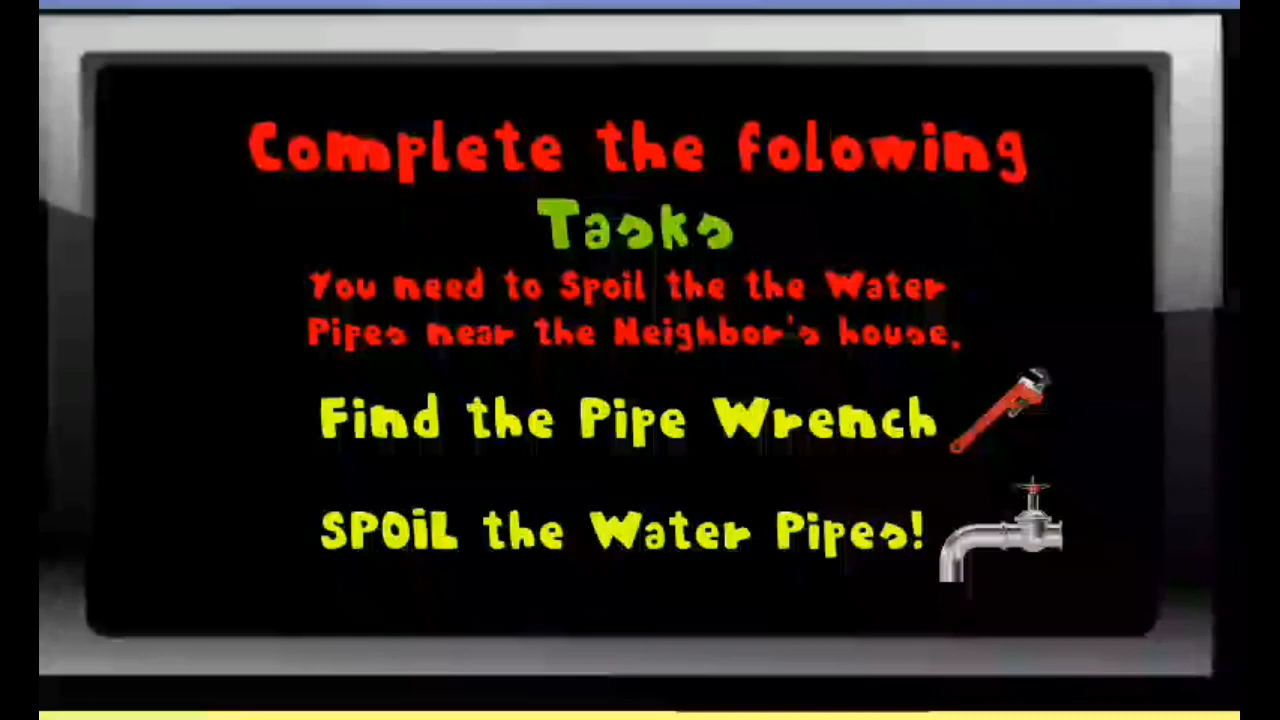 Complete the folowing
Tasks
You need to Spoil the the Water
Pipes near the Neighbor's house.
Find the Pipe Wrench
SPOiL the Water Pipes!